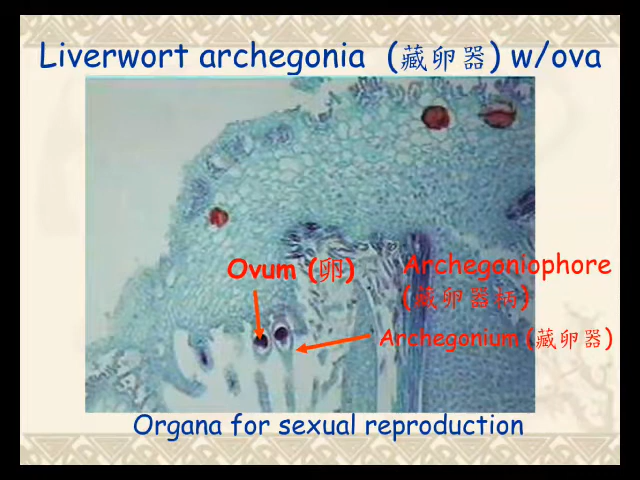 Liverwort archegonia (藏卵器) w/ova
Ovum (卵)
Archegoniophore
(藏卵器柄)
Archegonium (藏卵器)
Organa for sexual reproduction